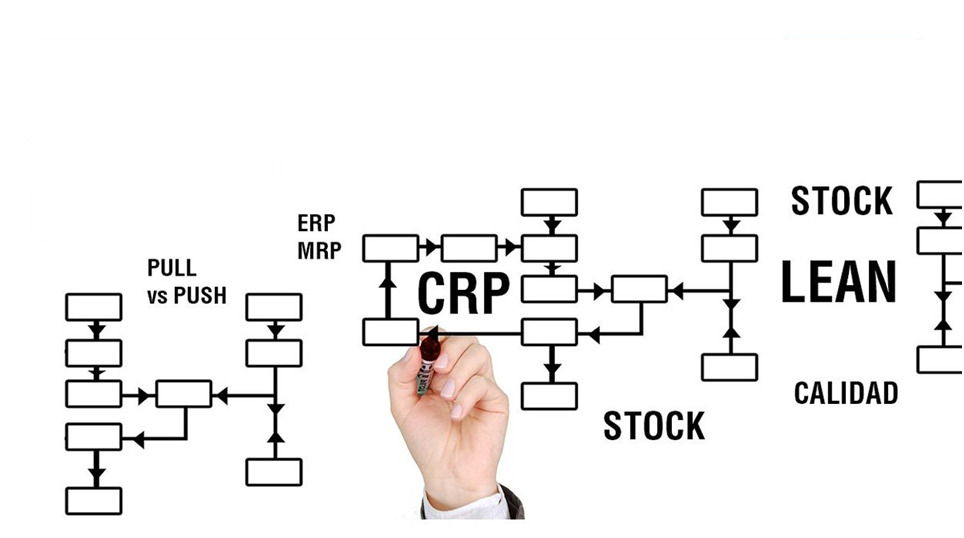 PULL
vs PUSH
ERP
MRP
CRP
STOCK
STOCK
LEAN
CALIDAD